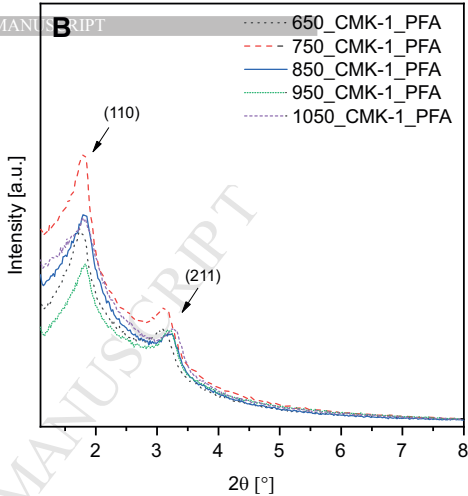 MANUSCRIPT
B
650_CMK-1_PFA
750_CMK-1_PFA
850_CMK-1_PFA
950_CMK-1_PFA
1050_CMK-1_PFA
(110)
(211)
Intensity [a.u.]
2 3 4 5 6 7 8
2θ [°]
MANUSCRIPT